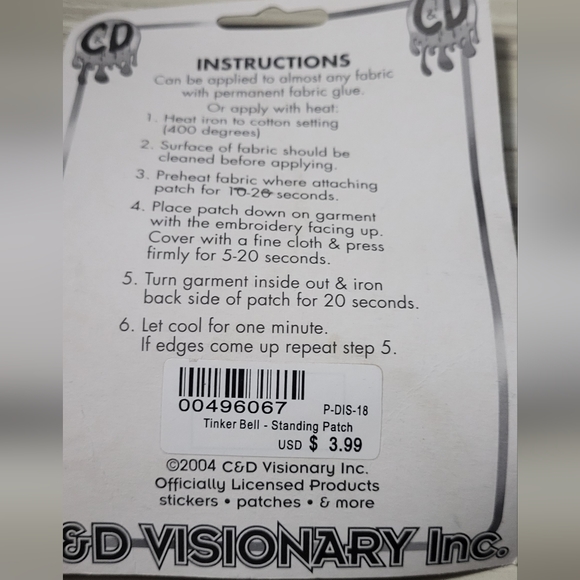 C&D
C&D
INSTRUCTIONS
Can be applied to almost any fabric
with permanent fabric glue.
Or apply with heat:
1. Heat iron to cotton setting
(400 degrees)
2. Surface of fabric should be
cleaned before applying.
3. Preheat fabric where attaching
patch for 10-20 seconds.
4. Place patch down on garment
with the embroidery facing up.
Cover with a fine cloth & press
firmly for 5-20 seconds.
5. Turn garment inside out & iron
back side of patch for 20 seconds.
6. Let cool for one minute.
If edges come up repeat step 5.
00496067 P-DIS-18
Tinker Bell - Standing Patch
USD $ 3.99
©2004 C&D Visionary Inc.
Officially Licensed Products
stickers • patches • & more
&D VISIONARY Inc.